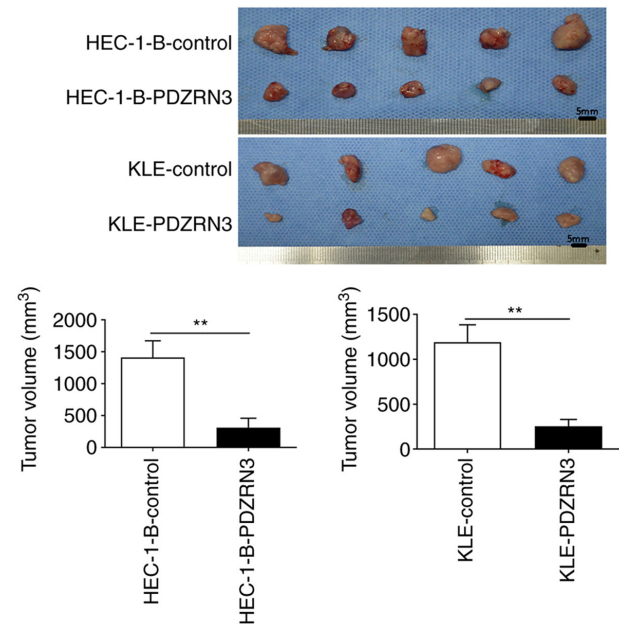 HEC-1-B-control
HEC-1-B-PDZRN3
5mm
KLE-control
KLE-PDZRN3
5mm
Tumor volume (mm³)
2000
1500
1000
500
0
**
HEC-1-B-control
HEC-1-B-PDZRN3
Tumor volume (mm³)
1500
1000
500
0
**
KLE-control
KLE-PDZRN3